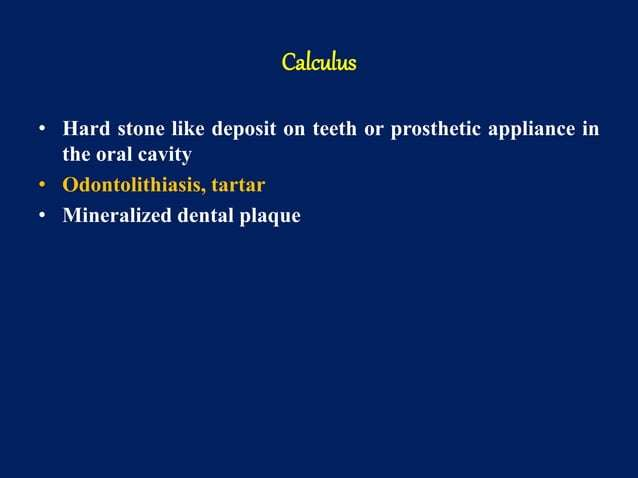 Calculus
• Hard stone like deposit on teeth or prosthetic appliance in
the oral cavity
• Odontolithiasis, tartar
• Mineralized dental plaque